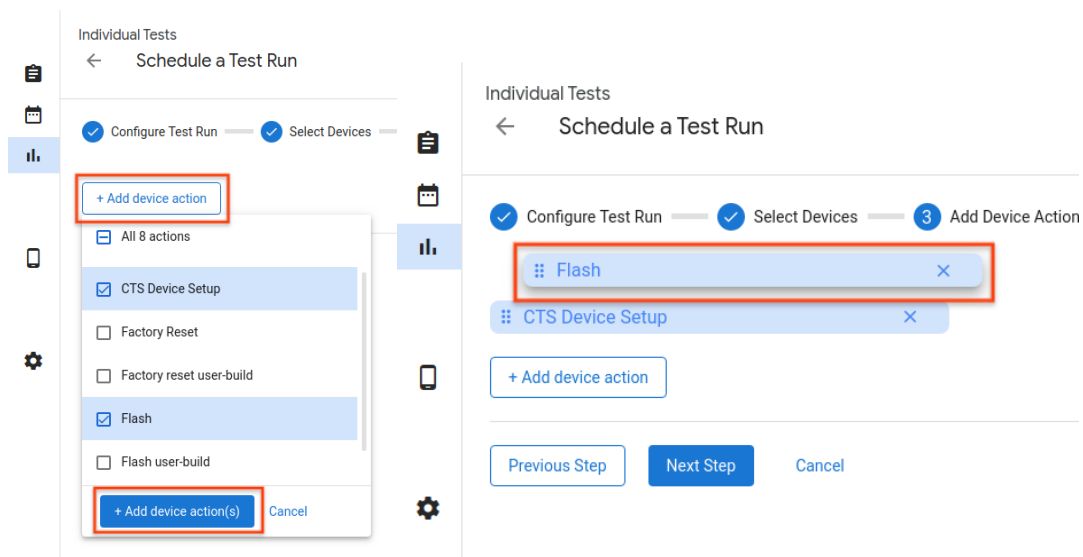 Individual Tests
Schedule a Test Run
Configure Test Run
Select Devices
+ Add device action
All 8 actions
CTS Device Setup
Factory Reset
Factory reset user-build
Flash
Flash user-build
+ Add device action(s)
Cancel
Individual Tests
Schedule a Test Run
Configure Test Run
Select Devices
3 Add Device Action
Flash
CTS Device Setup
+ Add device action
Previous Step
Next Step
Cancel